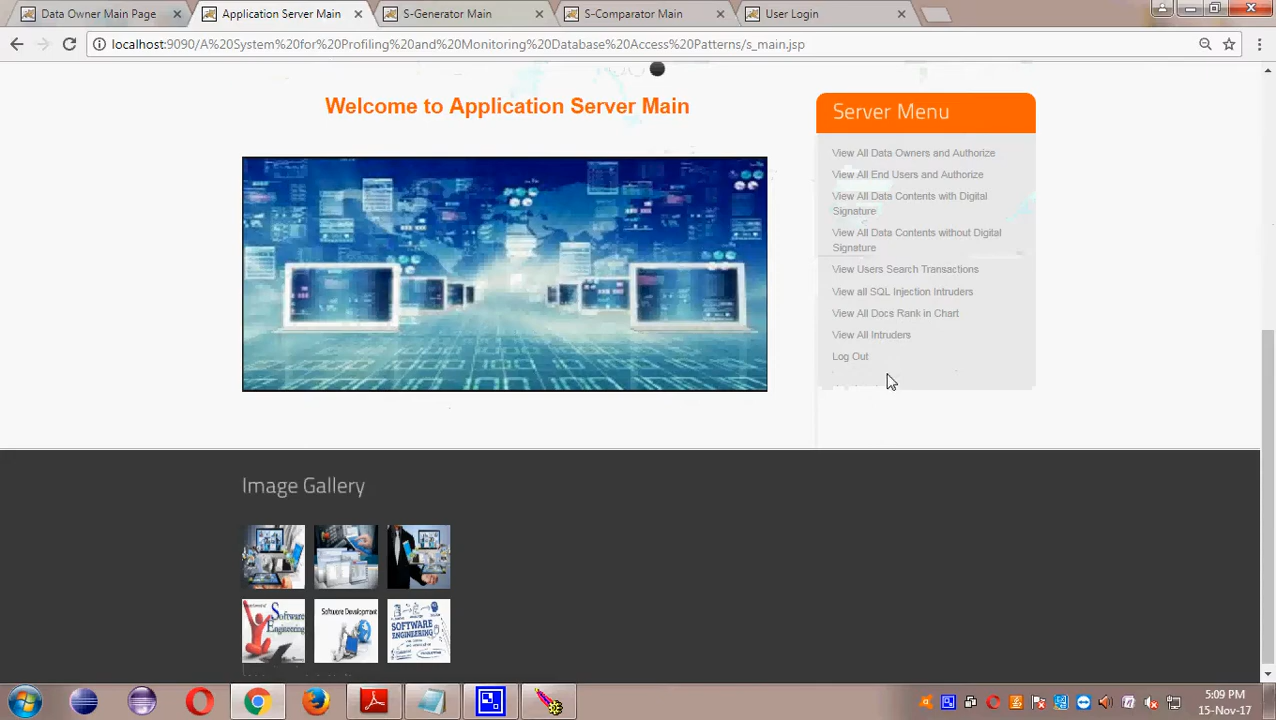 Data Owner Main Page
Application Server Main
S-Generator Main
S-Comparator Main
User Login
localhost:9090/A%20System%20for%20Profiling%20and%20Monitoring%20Database%20Access%20Patterns/s_main.jsp
Welcome to Application Server Main
Server Menu
View All Data Owners and Authorize
View All End Users and Authorize
View All Data Contents with Digital
Signature
View All Data Contents without Digital
Signature
View Users Search Transactions
View all SQL Injection Intruders
View All Docs Rank in Chart
View All Intruders
Log Out
Image Gallery
Software
Engineering
Software Development
SOFTWARE
ENGINEERING
5:09 PM
15-Nov-17